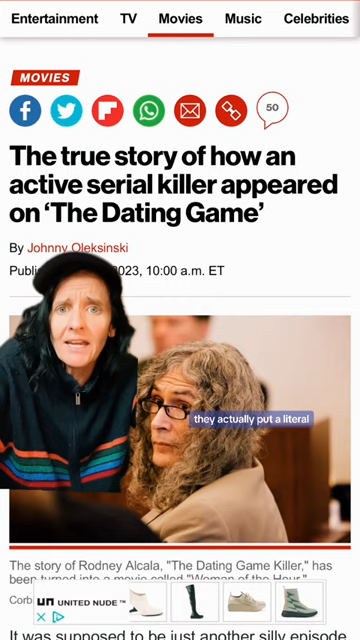 Entertainment TV Movies Music Celebrities
MOVIES
50
The true story of how an
active serial killer appeared
on ‘The Dating Game’
By Johnny Oleksinski
2023, 10:00 a.m. ET
they actually put a literal
The story of Rodney Alcala, "The Dating Game Killer," has
been turned into a movie called "Woman of the Hour."
Corb
un UNITED NUDE™
It was supposed to be just another silly episode